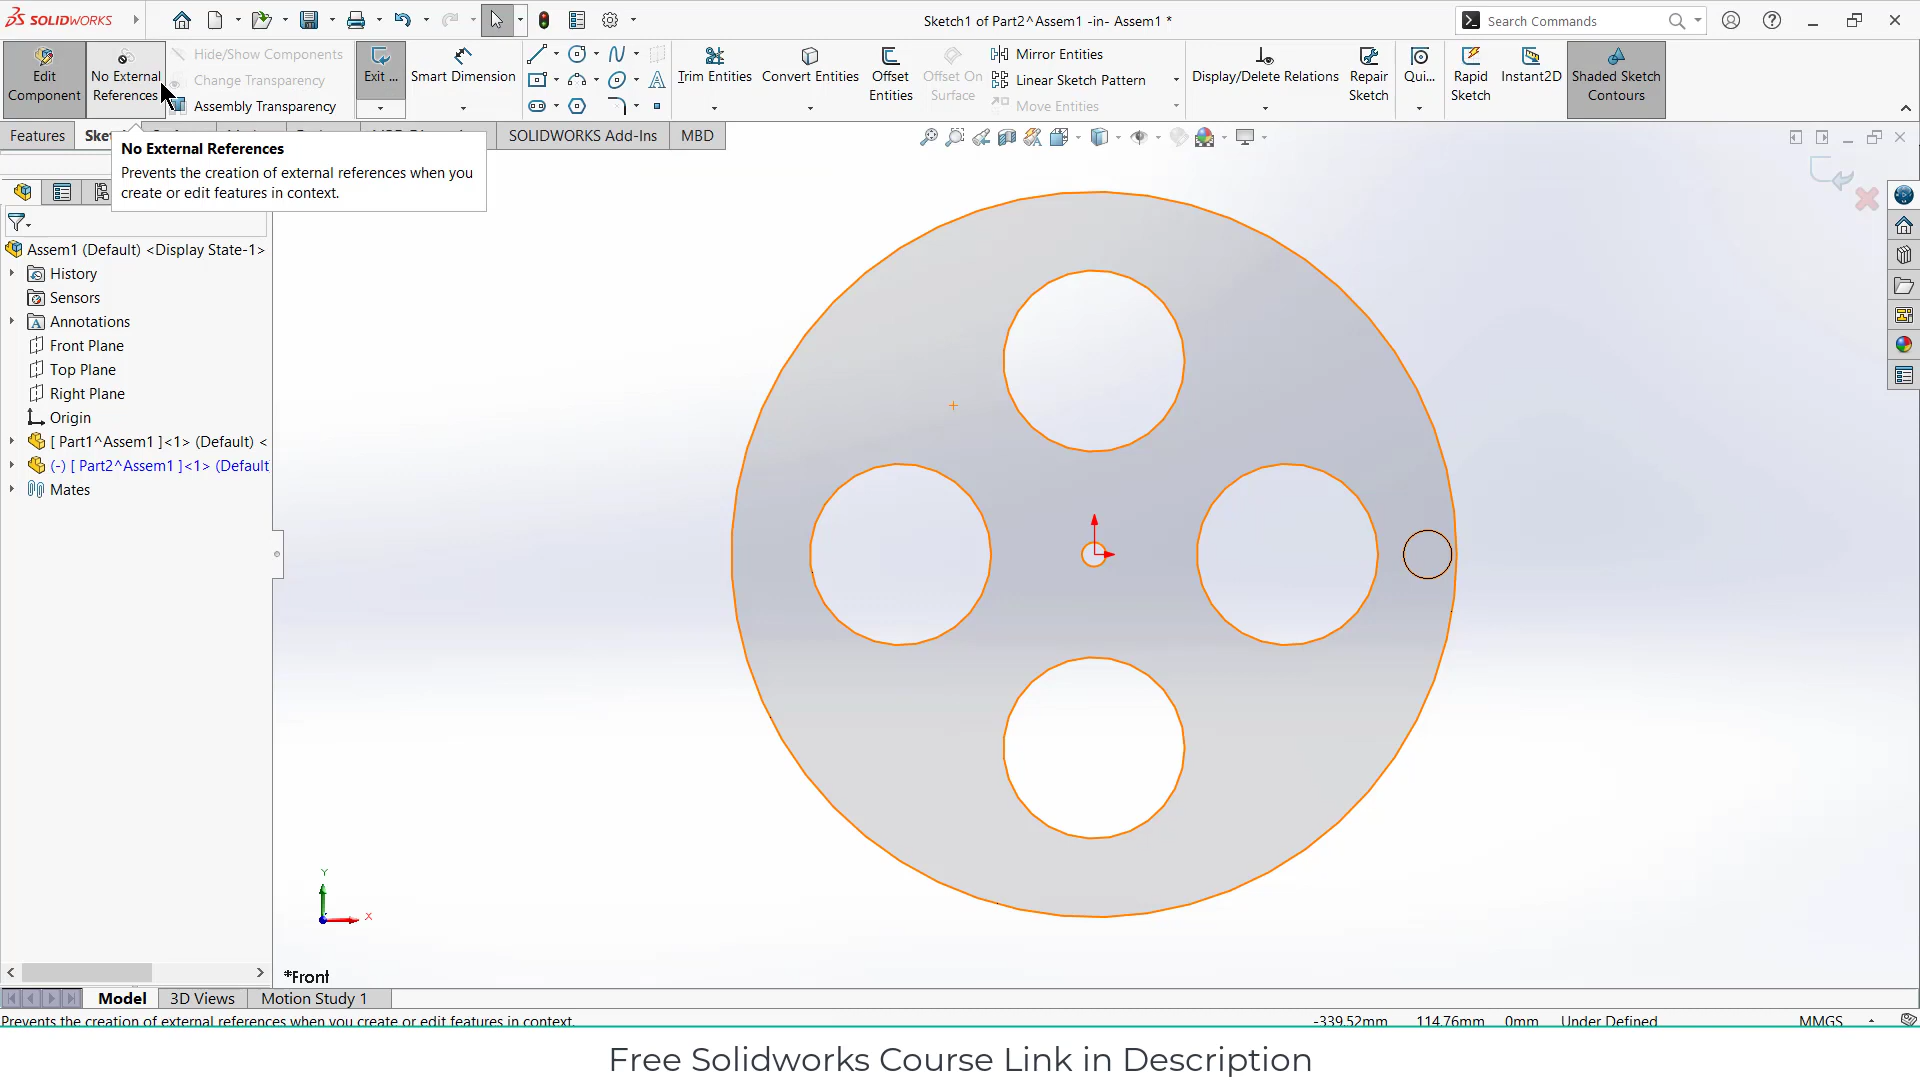 SOLIDWORKS
Sketch1 of Part2^Assem1 -in- Assem1 *
Search Commands
Edit Component
No External References
Hide/Show Components
Change Transparency
Assembly Transparency
Exit ...
Smart Dimension
Trim Entities
Convert Entities
Offset Entities
Offset On Surface
Mirror Entities
Linear Sketch Pattern
Move Entities
Display/Delete Relations
Repair Sketch
Qui...
Rapid Sketch
Instant2D
Shaded Sketch Contours
Features
SOLIDWORKS Add-Ins
MBD
No External References
Prevents the creation of external references when you
create or edit features in context.
Assem1 (Default) <Display State-1>
History
Sensors
Annotations
Front Plane
Top Plane
Right Plane
Origin
[ Part1^Assem1 ]<1> (Default) <
(-) [ Part2^Assem1 ]<1> (Default
Mates
Y
X
*Front
Model
3D Views
Motion Study 1
Prevents the creation of external references when you create or edit features in context.
-339.52mm
114.76mm
0mm
Under Defined
MMGS
Free Solidworks Course Link in Description